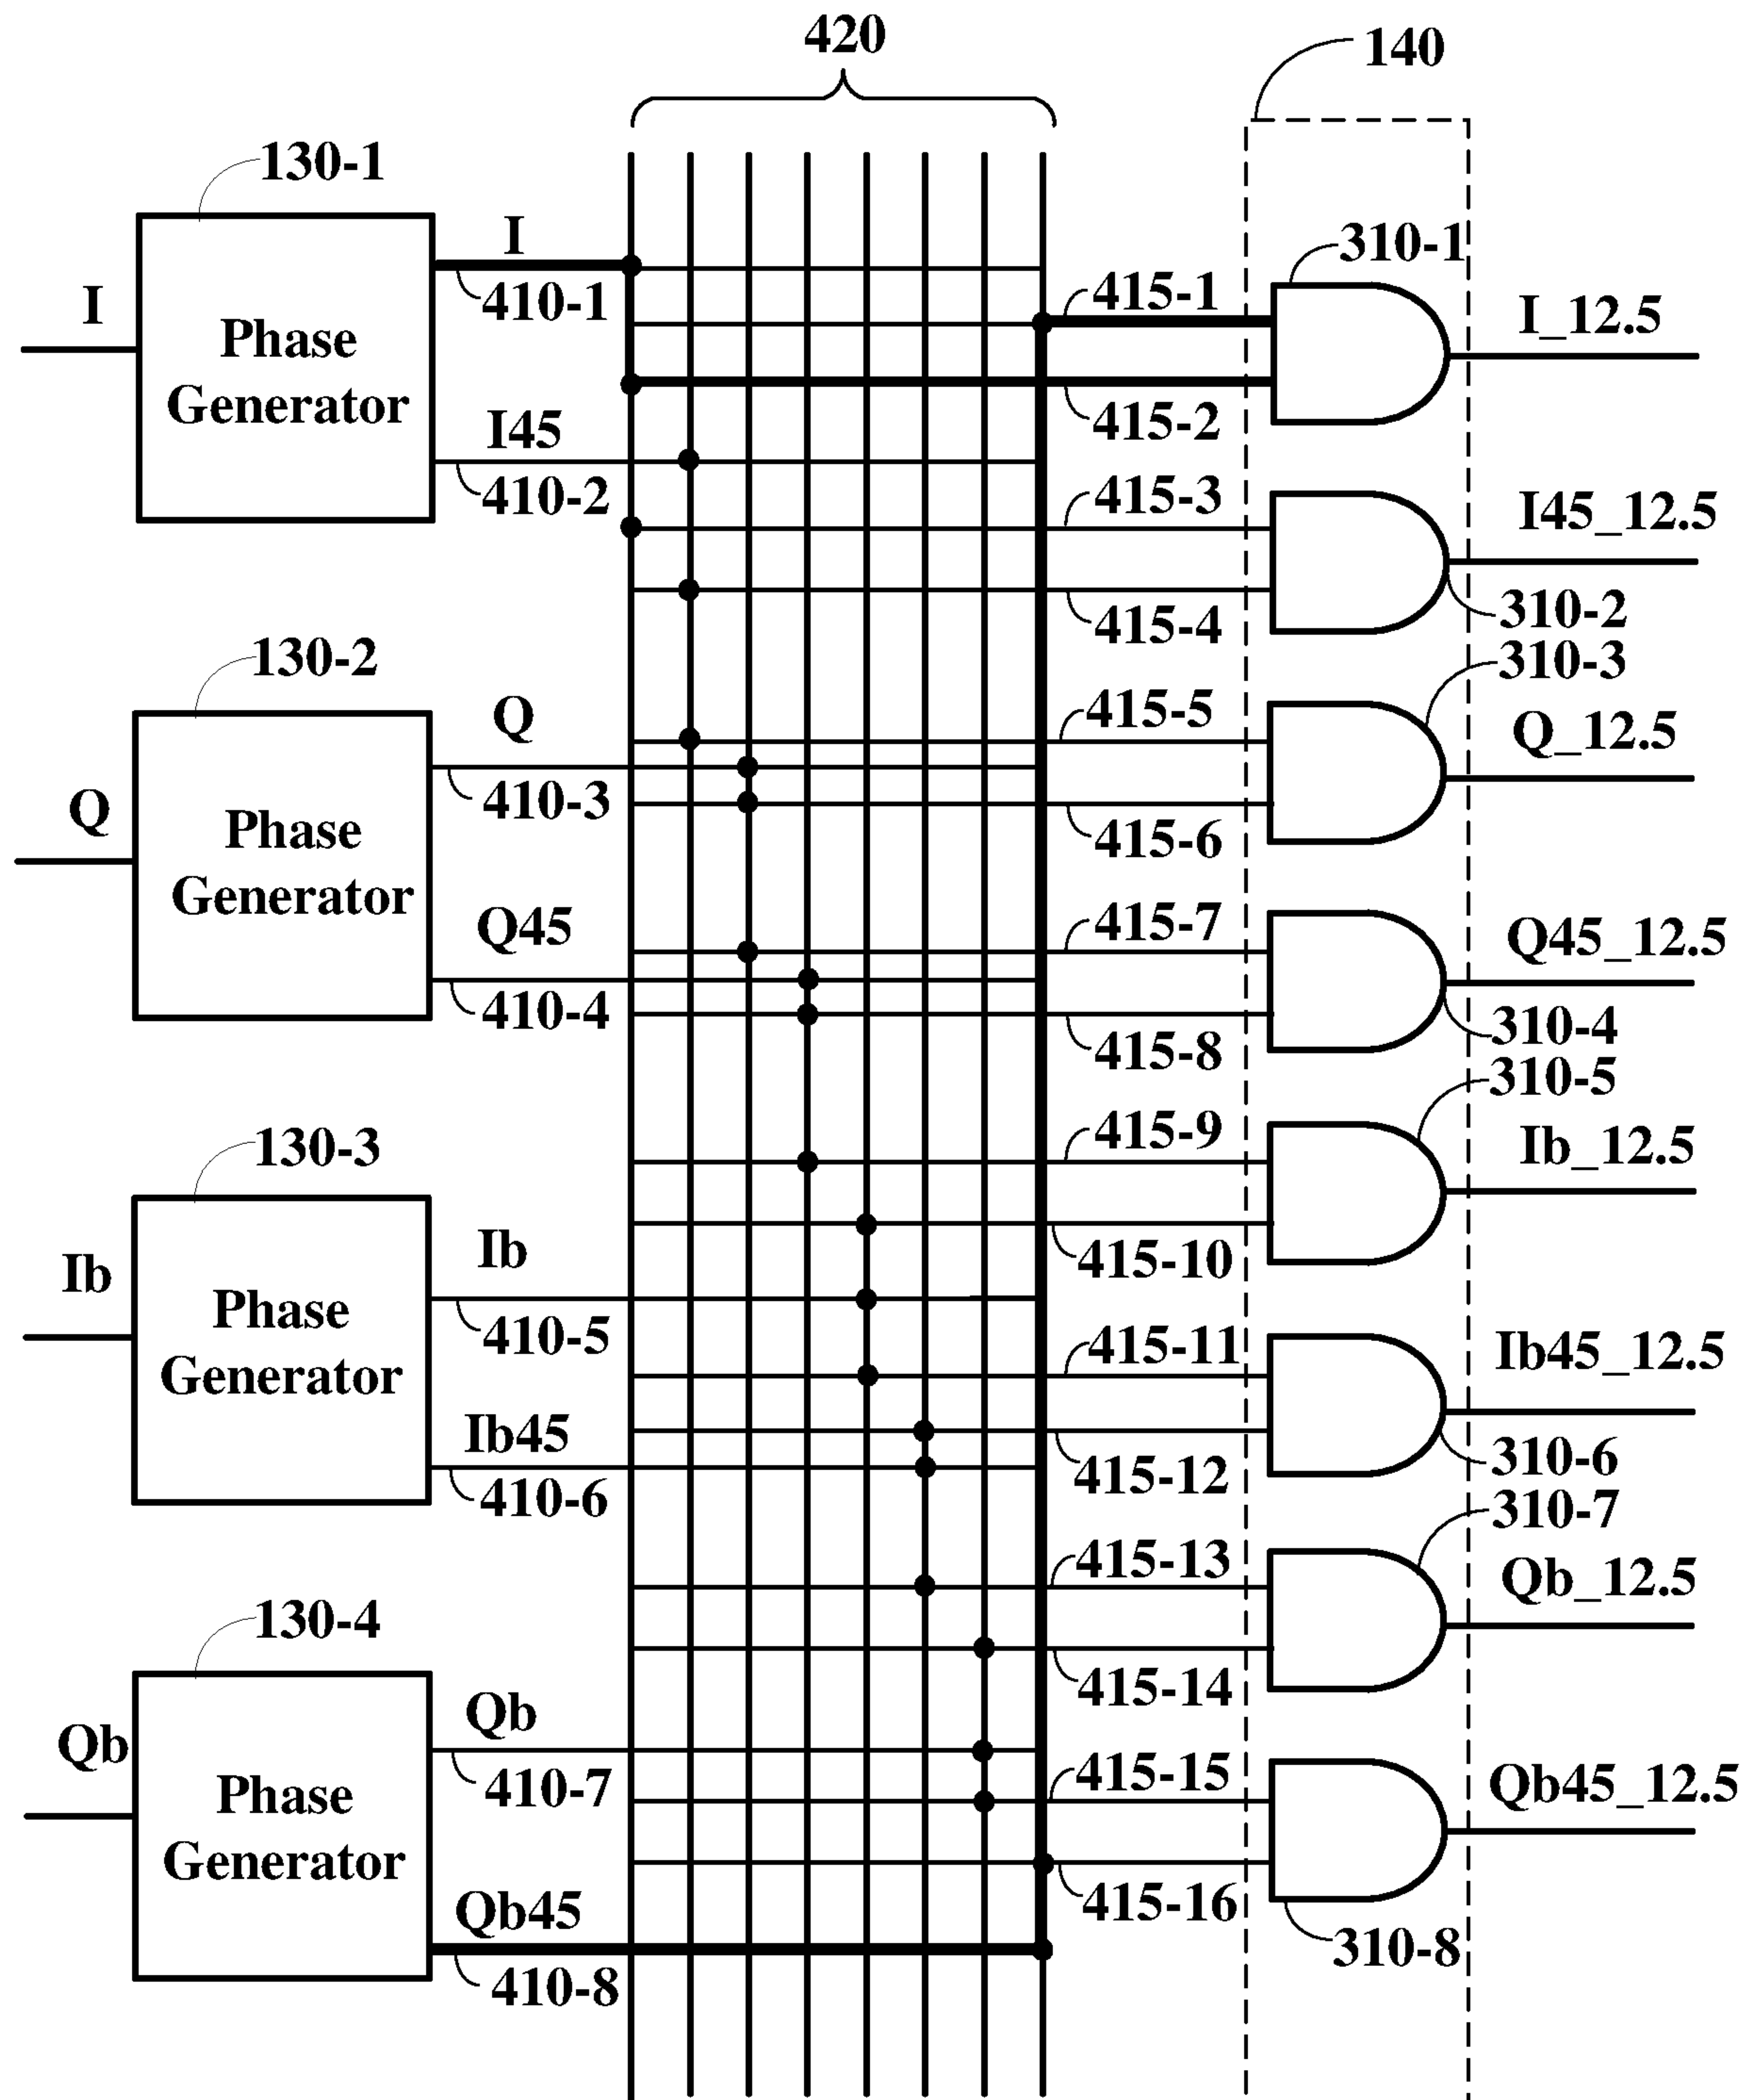 420
140
130-1
I
I
410-1
Phase
Generator
I45
410-2
415-1
415-2
310-1
I_12.5
415-3
415-4
I45_12.5
310-2
310-3
130-2
Q
Q
410-3
Phase
Generator
Q45
410-4
415-5
415-6
Q_12.5
415-7
415-8
Q45_12.5
310-4
310-5
130-3
Ib
Ib
410-5
Phase
Generator
Ib45
410-6
415-9
415-10
Ib_12.5
415-11
415-12
Ib45_12.5
310-6
310-7
130-4
Qb
Qb
410-7
Phase
Generator
Qb45
410-8
415-13
415-14
Qb_12.5
415-15
415-16
Qb45_12.5
310-8